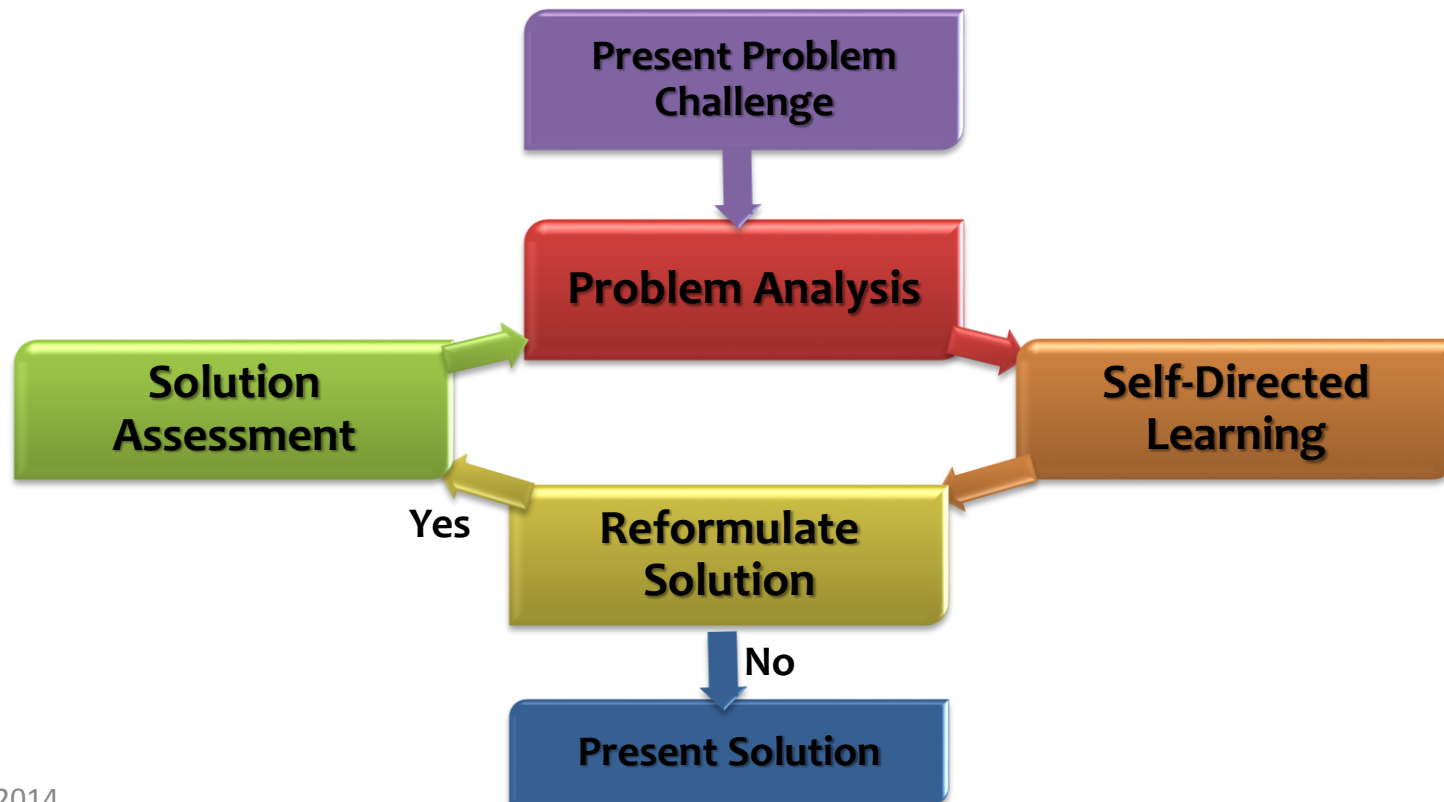 Present Problem
Challenge
Problem Analysis
Solution
Assessment
Self-Directed
Learning
Yes
Reformulate
Solution
No
Present Solution
2014